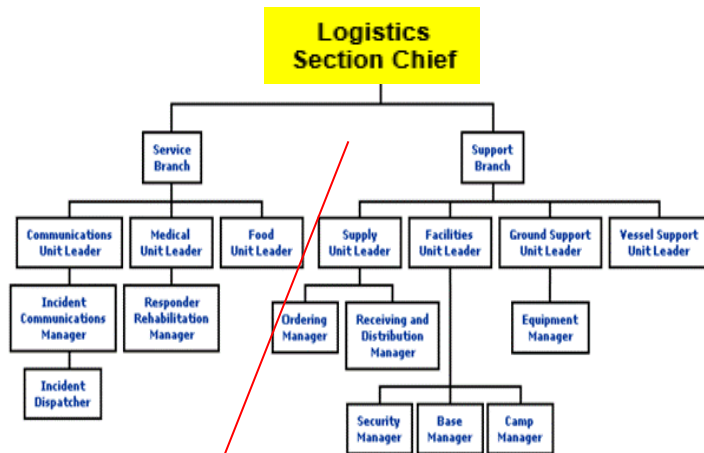 Logistics
Section Chief
Service
Branch
Support
Branch
Communications
Unit Leader
Medical
Unit Leader
Food
Unit Leader
Supply
Unit Leader
Facilities
Unit Leader
Ground Support
Unit Leader
Vessel Support
Unit Leader
Incident
Communications
Manager
Responder
Rehabilitation
Manager
Ordering
Manager
Receiving and
Distribution
Manager
Equipment
Manager
Incident
Dispatcher
Security
Manager
Base
Manager
Camp
Manager